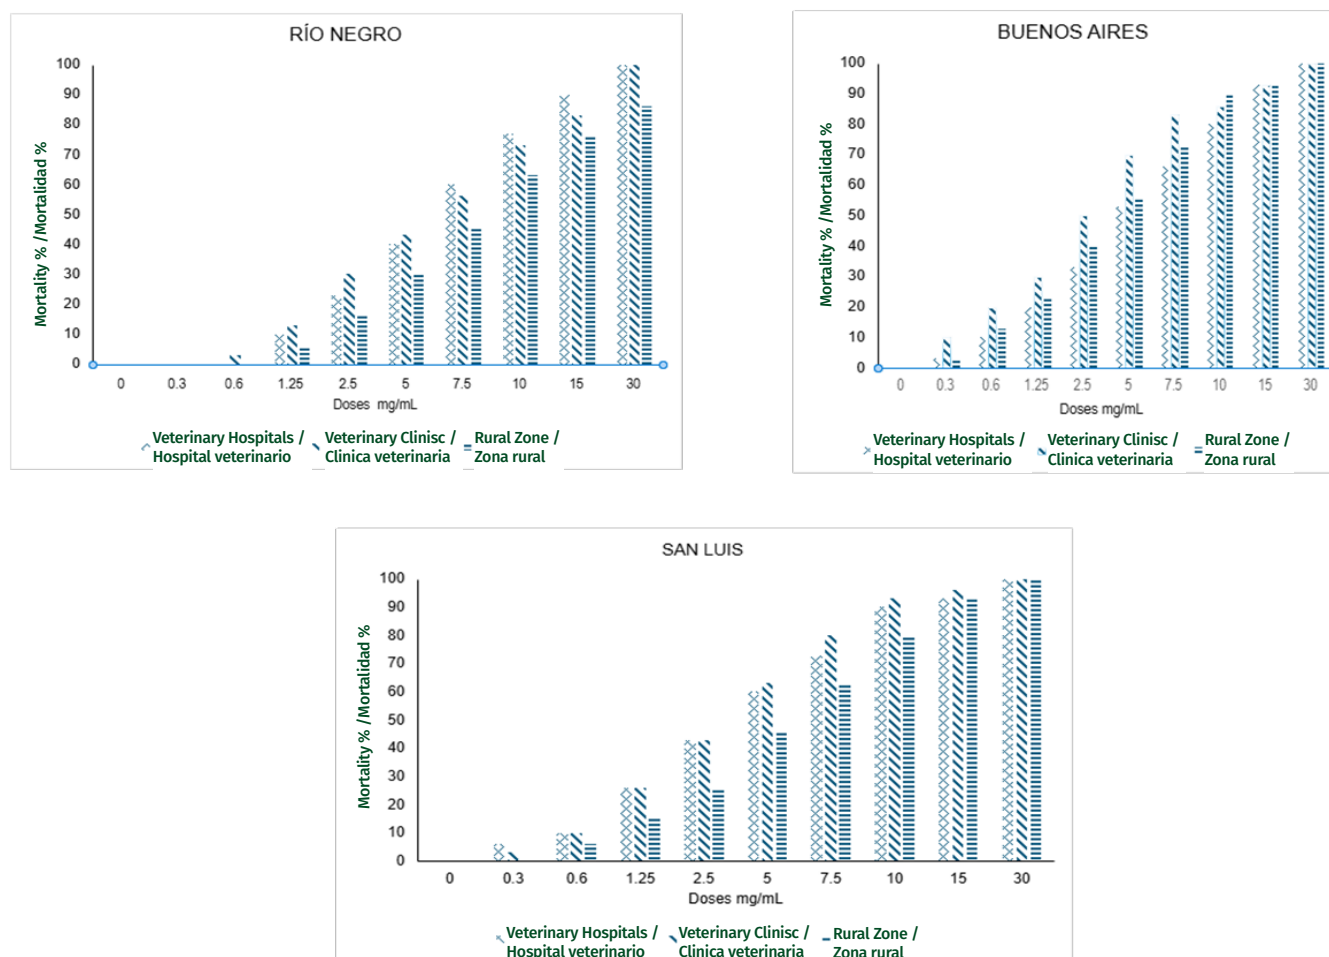 RÍO NEGRO
100
90
80
70
60
50
40
30
20
10
0
Mortality % /Mortalidad %
0 0.3 0.6 1.25 2.5 5 7.5 10 15 30
Doses mg/mL
Veterinary Hospitals / Veterinary Clinisc / Rural Zone /
Hospital veterinario Clinica veterinaria Zona rural
BUENOS AIRES
100
90
80
70
60
50
40
30
20
10
0
Mortality % /Mortalidad %
0 0.3 0.6 1.25 2.5 5 7.5 10 15 30
Doses mg/mL
Veterinary Hospitals / Veterinary Clinisc / Rural Zone /
Hospital veterinario Clinica veterinaria Zona rural
SAN LUIS
100
90
80
70
60
50
40
30
20
10
0
Mortality % /Mortalidad %
0 0.3 0.6 1.25 2.5 5 7.5 10 15 30
Doses mg/mL
Veterinary Hospitals / Veterinary Clinisc / Rural Zone /
Hospital veterinario Clinica veterinaria Zona rural